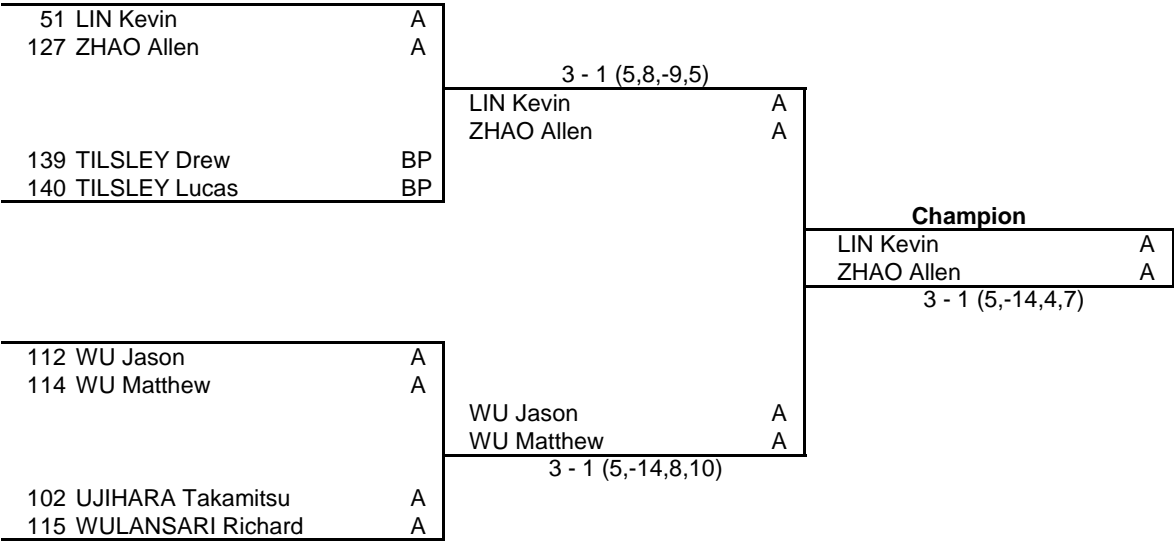 51 LIN Kevin A
127 ZHAO Allen A
3 - 1 (5,8,-9,5)
LIN Kevin A
ZHAO Allen A
139 TILSLEY Drew BP
140 TILSLEY Lucas BP
Champion
LIN Kevin A
ZHAO Allen A
3 - 1 (5,-14,4,7)
112 WU Jason A
114 WU Matthew A
WU Jason A
WU Matthew A
3 - 1 (5,-14,8,10)
102 UJIHARA Takamitsu A
115 WULANSARI Richard A